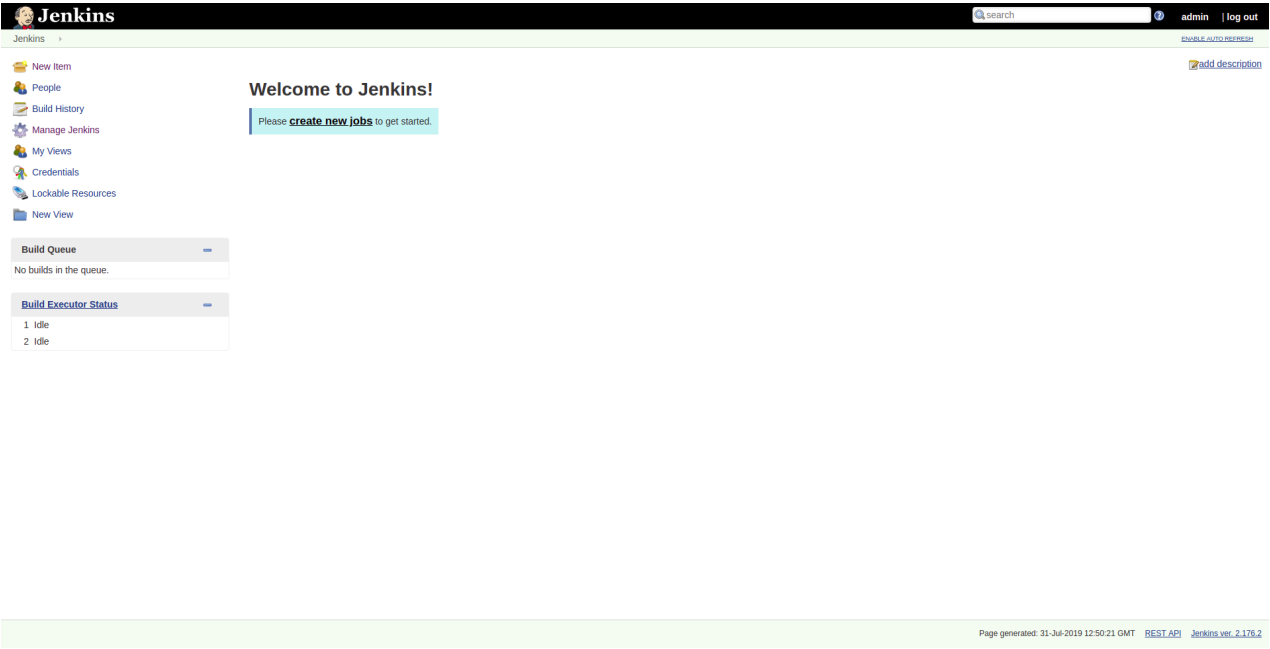 Jenkins
search
admin | log out
Jenkins
ENABLE AUTO REFRESH
New Item
People
Build History
Manage Jenkins
My Views
Credentials
Lockable Resources
New View
Build Queue
No builds in the queue.
Build Executor Status
1 Idle
2 Idle
add description
Welcome to Jenkins!
Please create new jobs to get started.
Page generated: 31-Jul-2019 12:50:21 GMT REST API Jenkins ver. 2.176.2